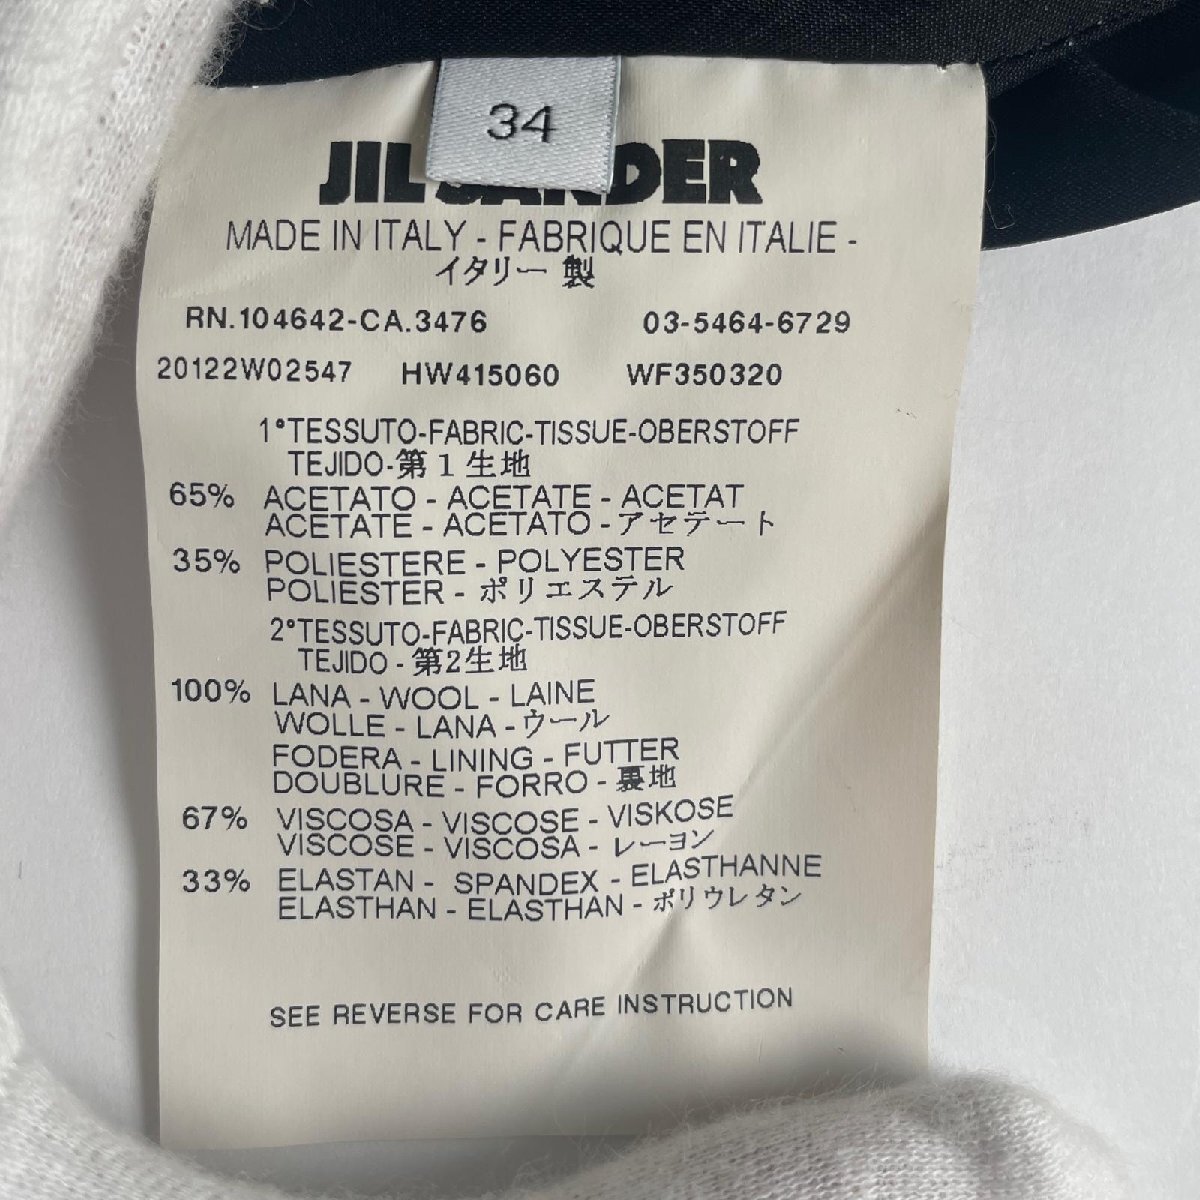 34
JIL SANDER
MADE IN ITALY - FABRIQUE EN ITALIE -
イタリー 製
RN.104642-CA.3476 03-5464-6729
20122W02547 HW415060 WF350320
1°TESSUTO-FABRIC-TISSUE-OBERSTOFF
TEJIDO-第1生地
65% ACETATO - ACETATE - ACETAT
ACETATE - ACETATO - アセテート
35% POLIESTERE - POLYESTER
POLIESTER - ポリエステル
2°TESSUTO-FABRIC-TISSUE-OBERSTOFF
TEJIDO - 第2生地
100% LANA - WOOL - LAINE
WOLLE - LANA - ウール
FODERA - LINING - FUTTER
DOUBLURE - FORRO - 裏地
67% VISCOSA - VISCOSE - VISKOSE
VISCOSE - VISCOSA - レーヨン
33% ELASTAN - SPANDEX - ELASTHANNE
ELASTHAN - ELASTHAN - ポリウレタン
SEE REVERSE FOR CARE INSTRUCTION